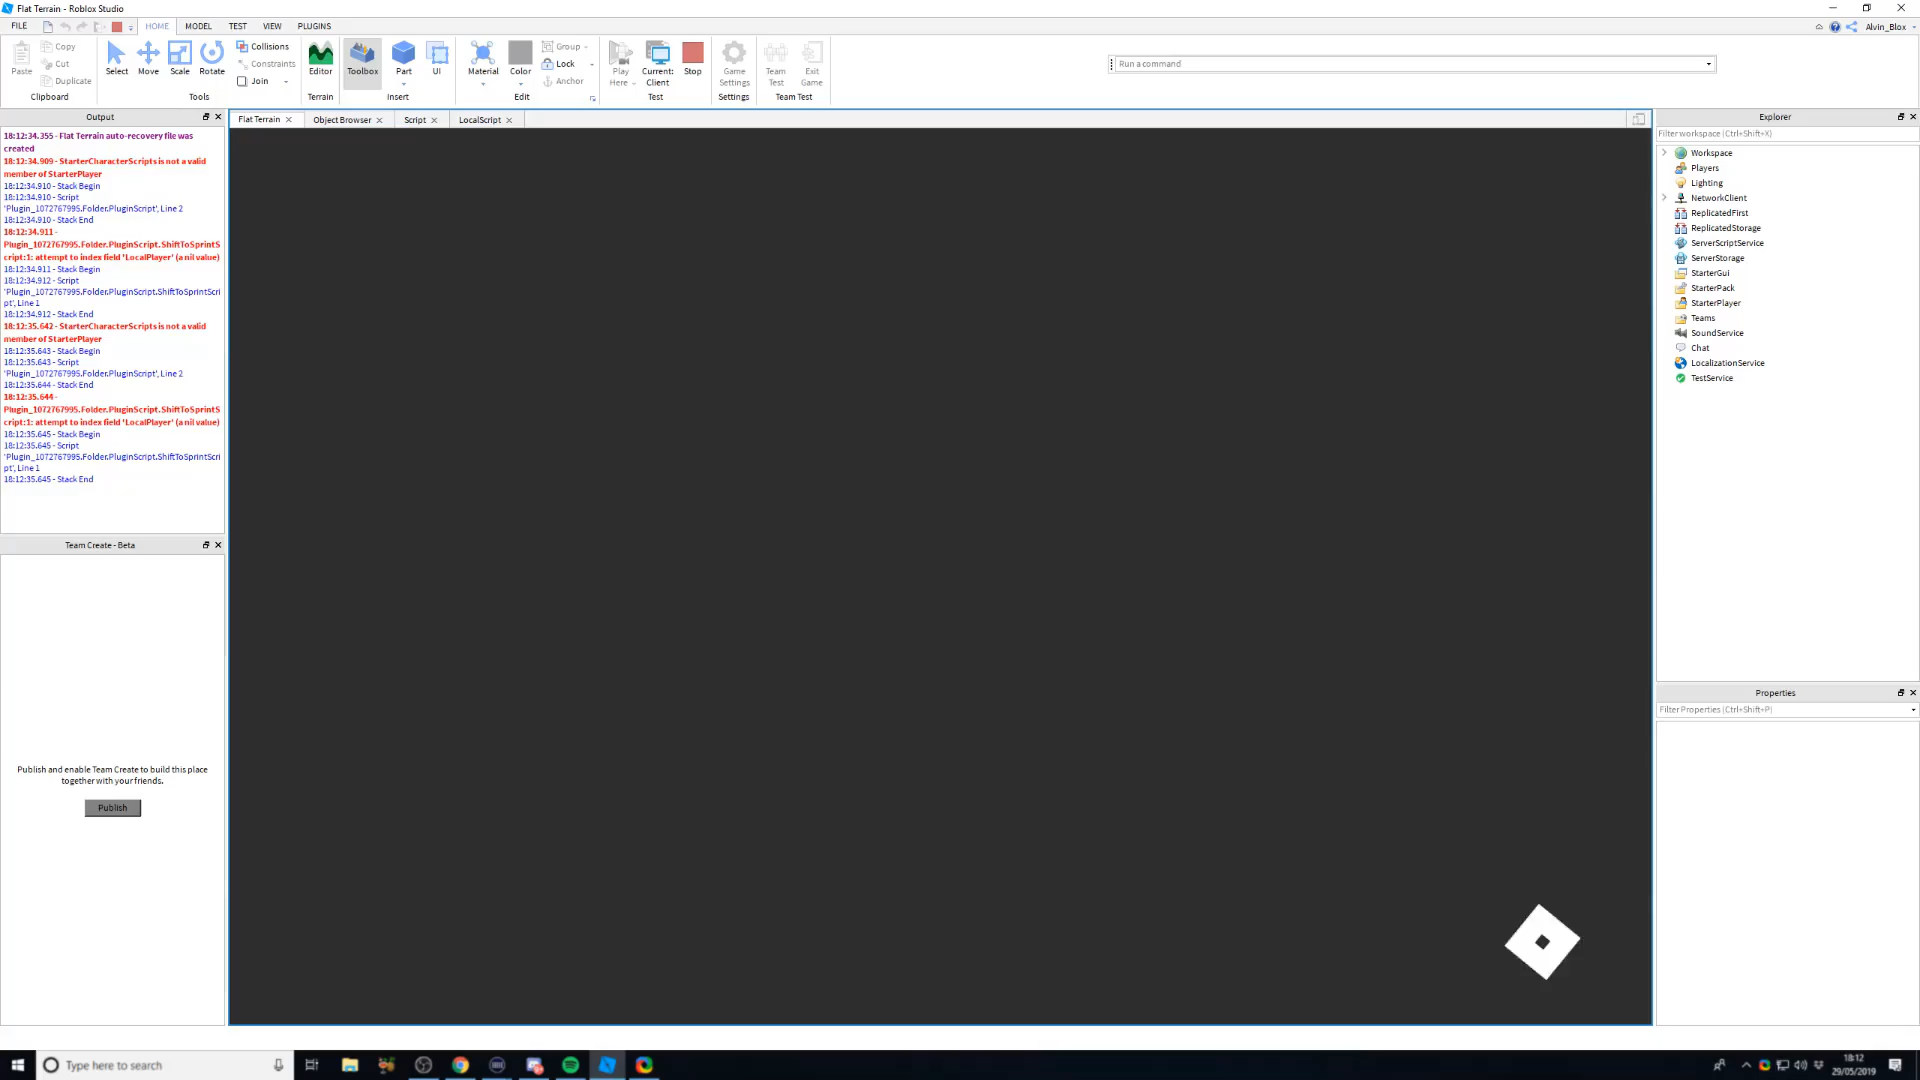 Flat Terrain - Roblox Studio
FILE HOME MODEL TEST VIEW PLUGINS Alvin_Blox
Paste Copy Cut Duplicate
Clipboard
Select Move Scale Rotate Collisions Constraints Join
Tools
Editor
Terrain
Toolbox Part UI
Insert
Material Color Group Lock Anchor
Edit
Play Here Current: Client Stop
Test
Game Settings
Settings
Team Test Exit Game
Team Test
Run a command
Output
18:12:34.355 - Flat Terrain auto-recovery file was
created
18:12:34.909 - StarterCharacterScripts is not a valid
member of StarterPlayer
18:12:34.910 - Stack Begin
18:12:34.910 - Script
'Plugin_1072767995.Folder.PluginScript', Line 2
18:12:34.910 - Stack End
18:12:34.911 -
Plugin_1072767995.Folder.PluginScript.ShiftToSprintS
cript:1: attempt to index field 'LocalPlayer' (a nil value)
18:12:34.911 - Stack Begin
18:12:34.912 - Script
'Plugin_1072767995.Folder.PluginScript.ShiftToSprintScri
pt', Line 1
18:12:34.912 - Stack End
18:12:35.642 - StarterCharacterScripts is not a valid
member of StarterPlayer
18:12:35.643 - Stack Begin
18:12:35.643 - Script
'Plugin_1072767995.Folder.PluginScript', Line 2
18:12:35.644 - Stack End
18:12:35.644 -
Plugin_1072767995.Folder.PluginScript.ShiftToSprintS
cript:1: attempt to index field 'LocalPlayer' (a nil value)
18:12:35.645 - Stack Begin
18:12:35.645 - Script
'Plugin_1072767995.Folder.PluginScript.ShiftToSprintScri
pt', Line 1
18:12:35.645 - Stack End
Team Create - Beta
Publish and enable Team Create to build this place
together with your friends.
Publish
Flat Terrain Object Browser Script LocalScript
Explorer
Filter workspace (Ctrl+Shift+X)
Workspace
Players
Lighting
NetworkClient
ReplicatedFirst
ReplicatedStorage
ServerScriptService
ServerStorage
StarterGui
StarterPack
StarterPlayer
Teams
SoundService
Chat
LocalizationService
TestService
Properties
Filter Properties (Ctrl+Shift+P)
Type here to search
18:12
29/05/2019